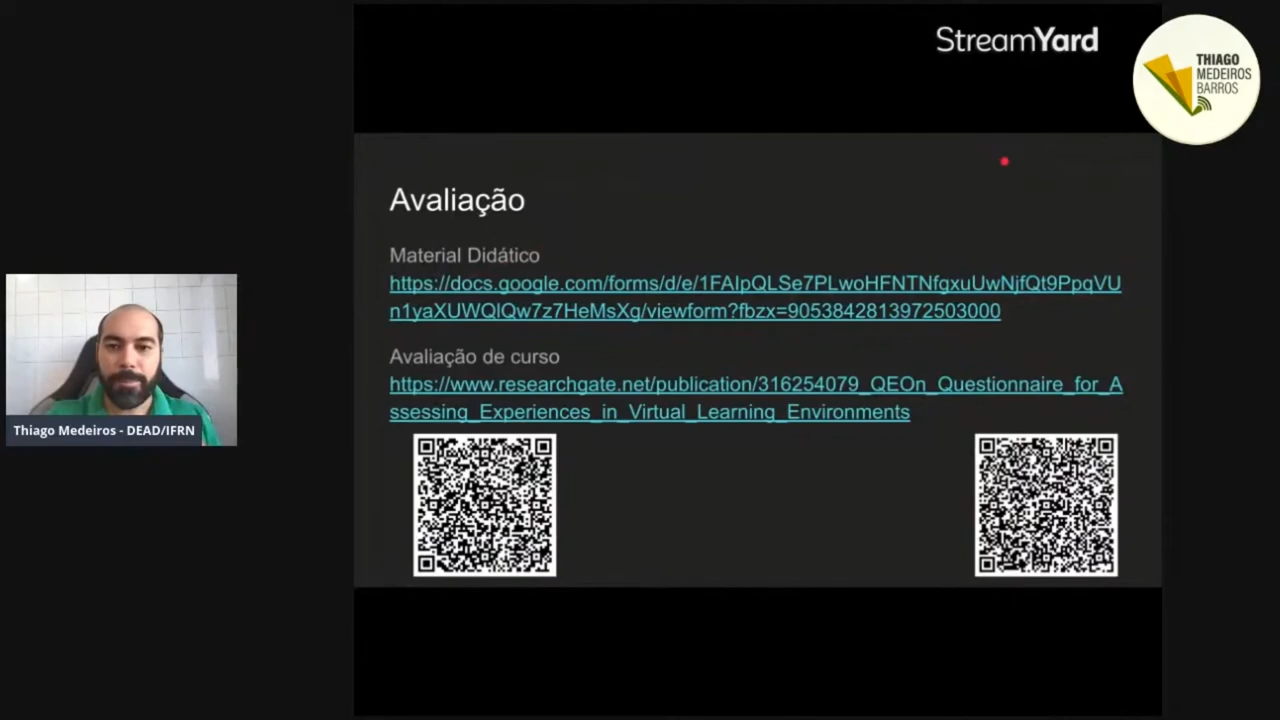 StreamYard
THIAGO
MEDEIROS
BARROS
Avaliação
Material Didático
https://docs.google.com/forms/d/e/1FAIpQLSe7PLwoHFNTNfgxuUwNjfQt9PpqVU
n1yaXUWQlQw7z7HeMsXg/viewform?fbzx=9053842813972503000
Avaliação de curso
https://www.researchgate.net/publication/316254079_QEOn_Questionnaire_for_A
ssessing_Experiences_in_Virtual_Learning_Environments
Thiago Medeiros - DEAD/IFRN